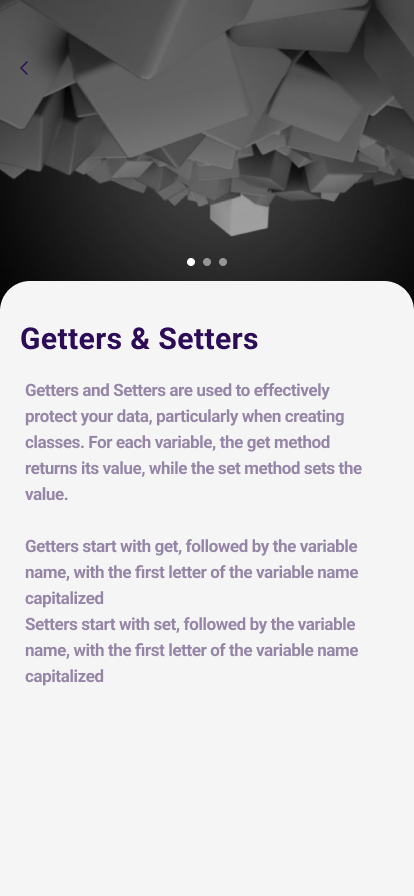 Getters & Setters
Getters and Setters are used to effectively
protect your data, particularly when creating
classes. For each variable, the get method
returns its value, while the set method sets the
value.
Getters start with get, followed by the variable
name, with the first letter of the variable name
capitalized
Setters start with set, followed by the variable
name, with the first letter of the variable name
capitalized